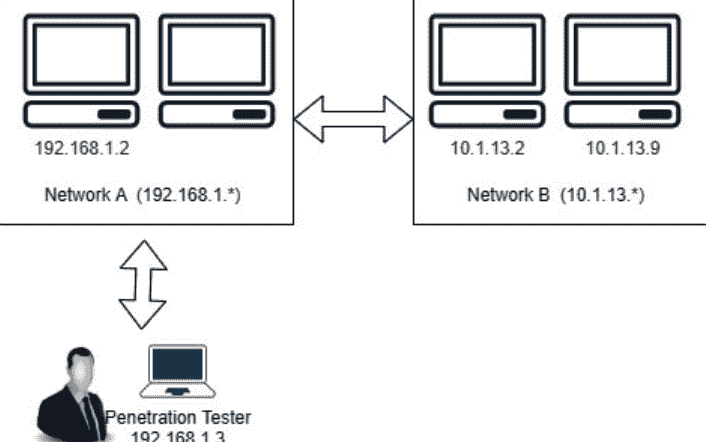 192.168.1.2
10.1.13.2
10.1.13.9
Network A (192.168.1.*)
Network B (10.1.13.*)
Penetration Tester
192.168.1.3